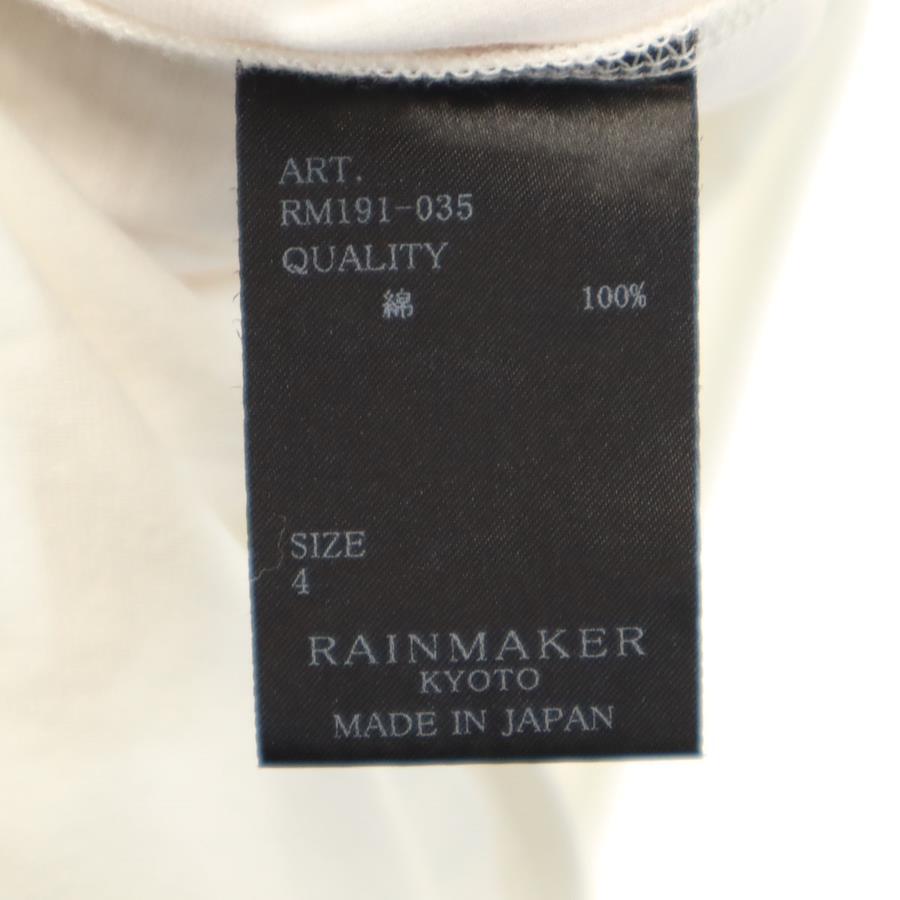 ART.
RM191-035
QUALITY
綿 100%
SIZE
4
RAINMAKER
KYOTO
MADE IN JAPAN